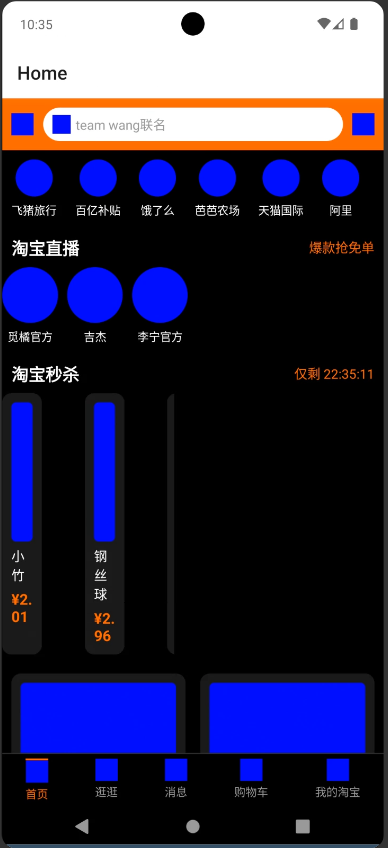 10:35
Home
team wang联名
飞猪旅行 百亿补贴 饿了么 芭芭农场 天猫国际 阿里
淘宝直播 爆款抢免单
觅橘官方 吉杰 李宁官方
淘宝秒杀 仅剩 22:35:11
小 钢
竹 丝
球
¥2. ¥2.
01 96
首页 逛逛 消息 购物车 我的淘宝